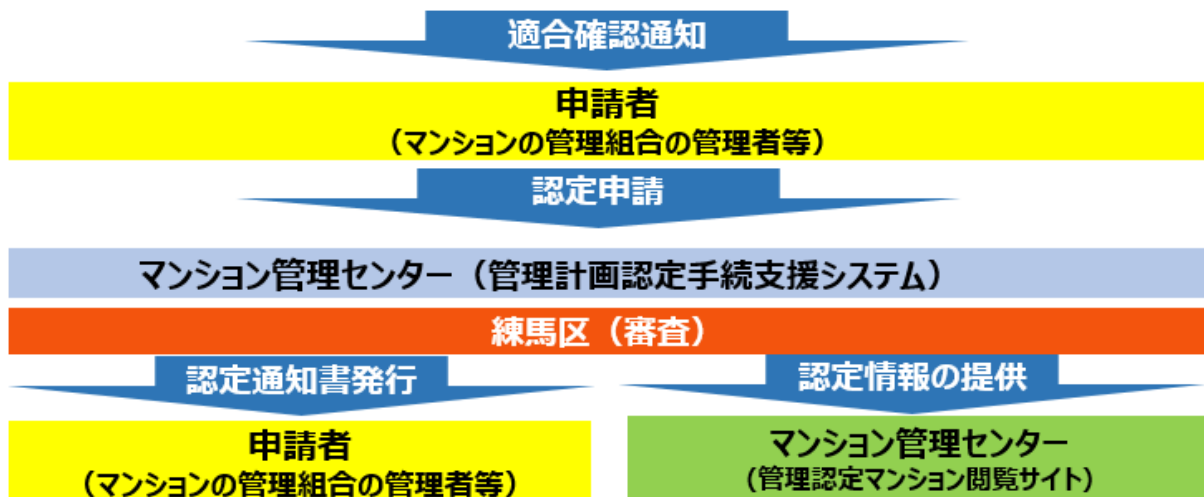 適合確認通知
申請者
（マンションの管理組合の管理者等）
認定申請
マンション管理センター（管理計画認定手続支援システム）
練馬区（審査）
認定通知書発行
認定情報の提供
申請者
（マンションの管理組合の管理者等）
マンション管理センター
（管理認定マンション閲覧サイト）